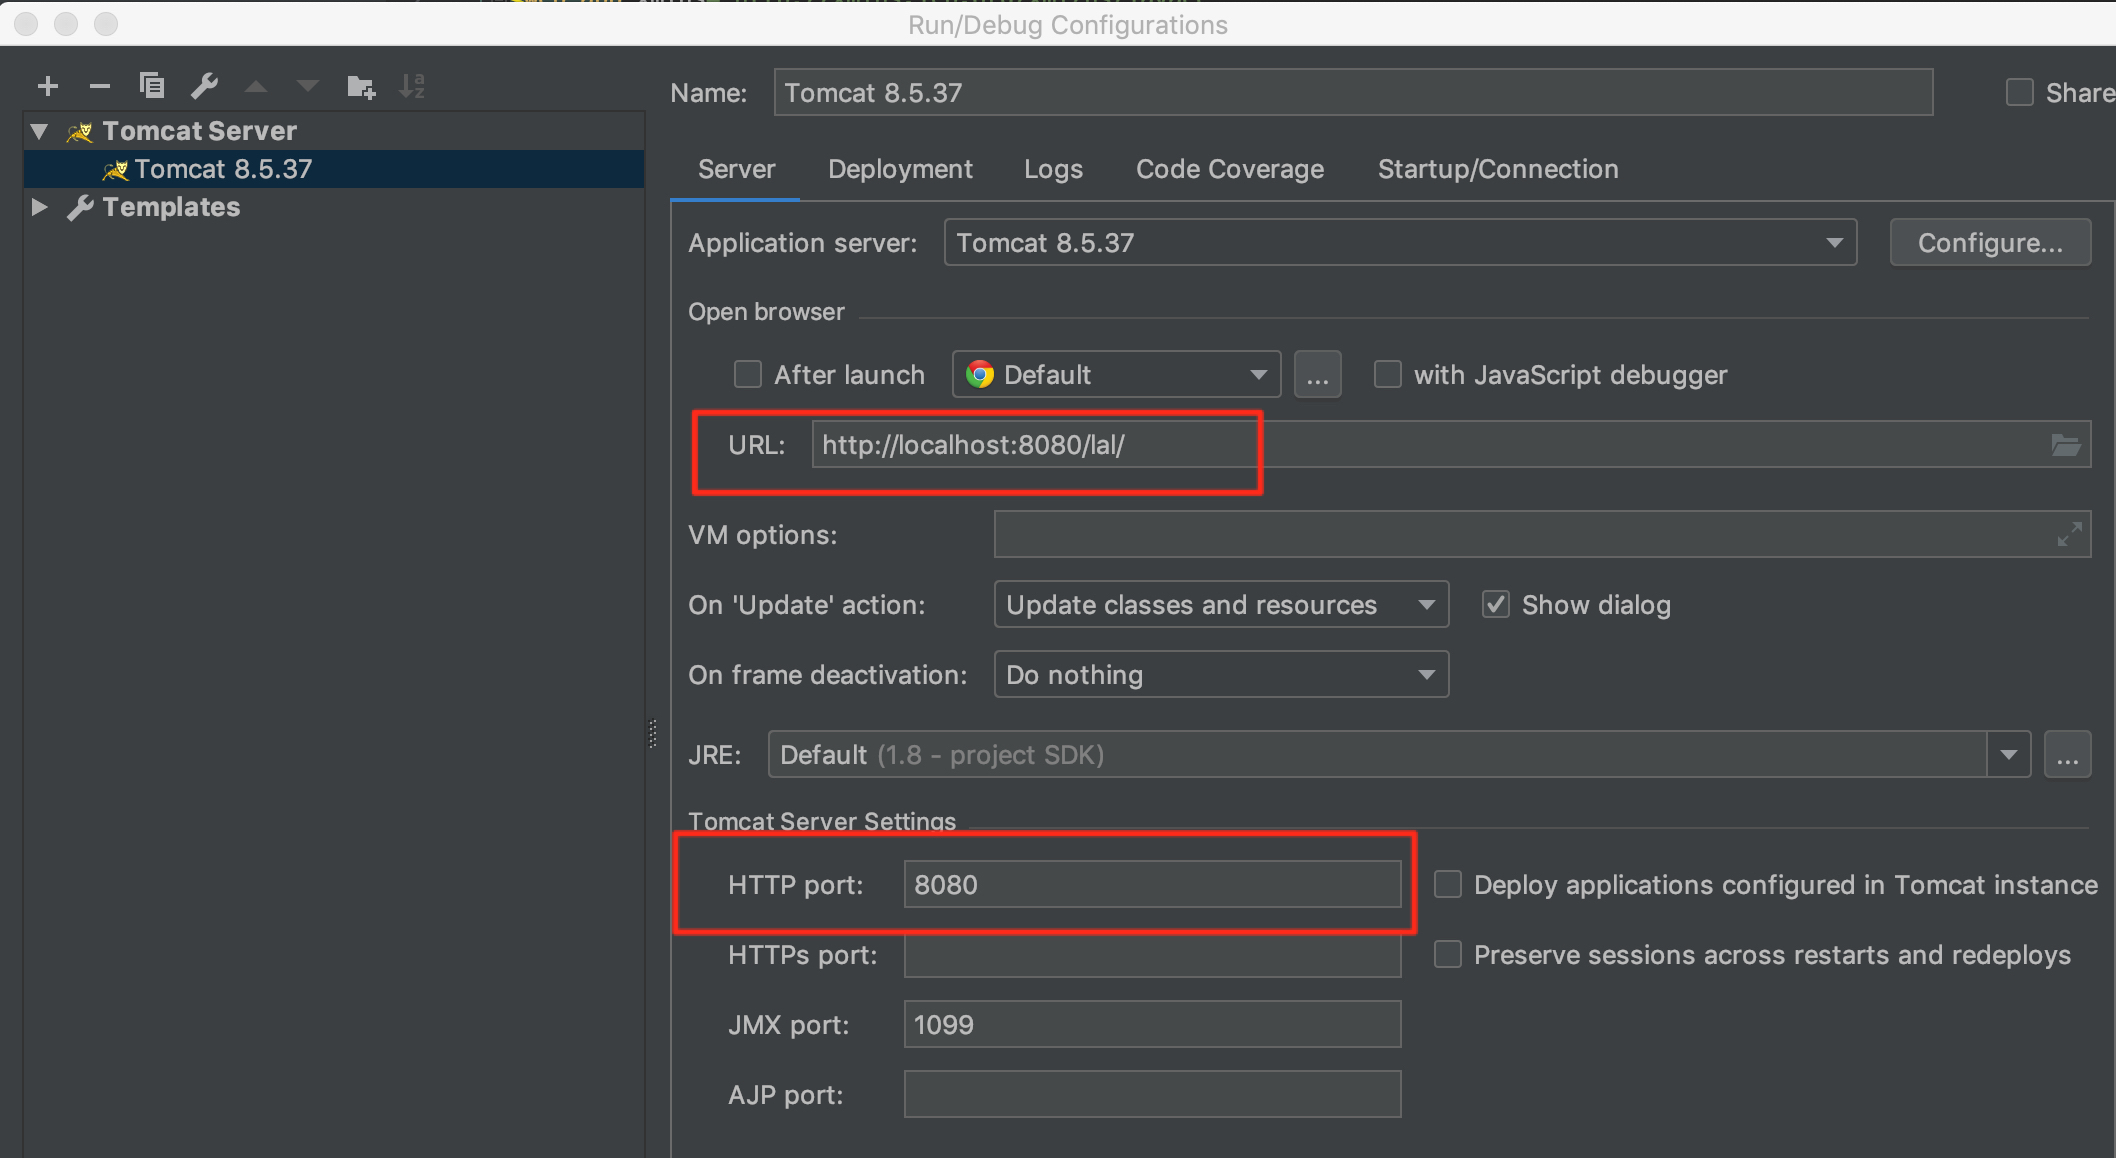 Run/Debug Configurations
Name: Tomcat 8.5.37 Share
Tomcat Server
Tomcat 8.5.37
Templates
Server Deployment Logs Code Coverage Startup/Connection
Application server: Tomcat 8.5.37 Configure...
Open browser
After launch Default ... with JavaScript debugger
URL: http://localhost:8080/lal/
VM options:
On 'Update' action: Update classes and resources Show dialog
On frame deactivation: Do nothing
JRE: Default (1.8 - project SDK) ...
Tomcat Server Settings
HTTP port: 8080 Deploy applications configured in Tomcat instance
HTTPs port: Preserve sessions across restarts and redeploys
JMX port: 1099
AJP port: